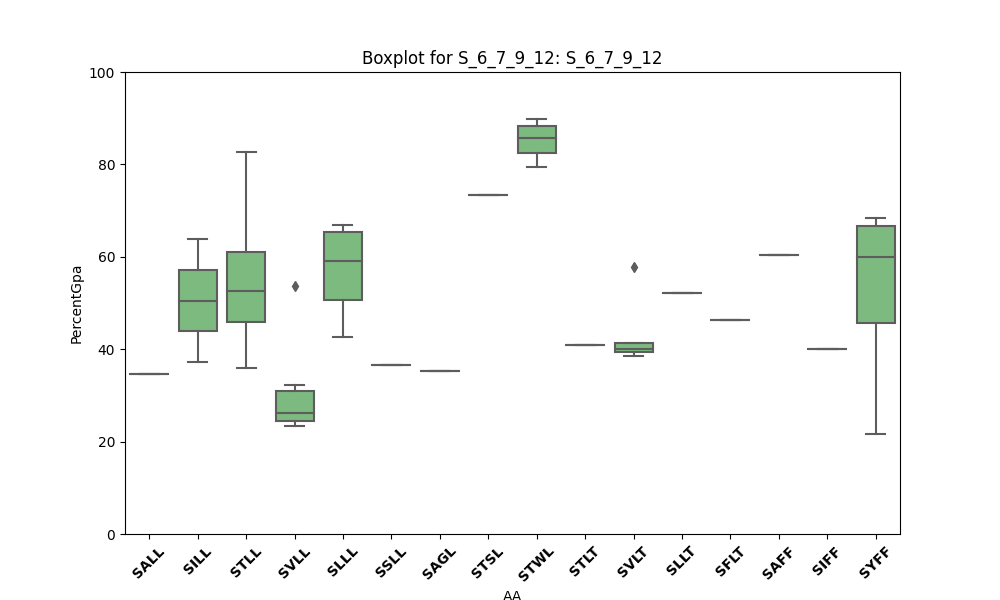 Boxplot for S_6_7_9_12: S_6_7_9_12
100
80
60
40
20
0
PercentGpa
SALL SILL STLL SVLL SLLL SSLL SAGL STSL STWL STLT SVLT SLLT SFLT SAFF SIFF SYFF
AA